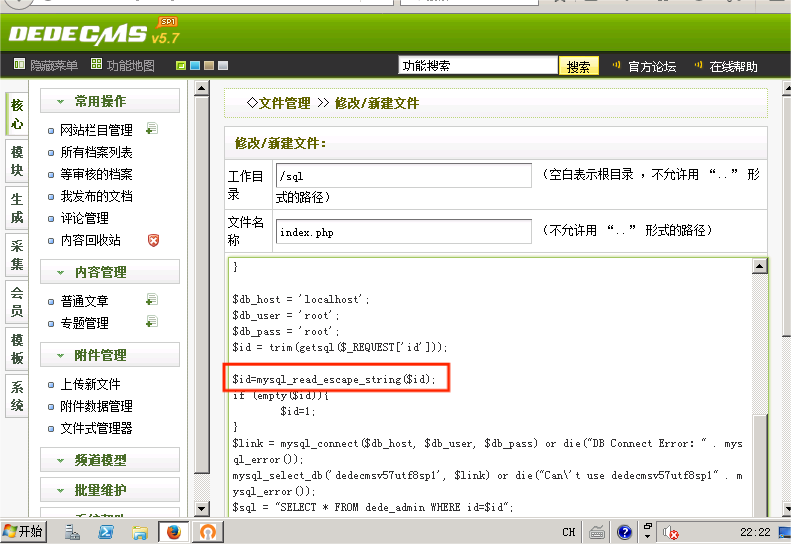 DEDECMS v5.7 SP1
隐藏菜单 功能地图
功能搜索 搜索 官方论坛 在线帮助
核心
模块
生成
采集
会员
模板
系统
常用操作
网站栏目管理
所有档案列表
等审核的档案
我发布的文档
评论管理
内容回收站
内容管理
普通文章
专题管理
附件管理
上传新文件
附件数据管理
文件式管理器
频道模型
批量维护
◇文件管理 >> 修改/新建文件
修改/新建文件：
工作目录 /sql （空白表示根目录 ，不允许用 “..” 形
式的路径）
文件名称 index.php （不允许用 “..” 形式的路径）
}
$db_host = 'localhost';
$db_user = 'root';
$db_pass = 'root';
$id = trim(getsql($_REQUEST['id']));
$id=mysql_read_escape_string($id);
if (empty($id)){
$id=1;
}
$link = mysql_connect($db_host, $db_user, $db_pass) or die("DB Connect Error: " . mys
ql_error());
mysql_select_db('dedecmsv57utf8sp1', $link) or die("Can\'t use dedecmsv57utf8sp1" . m
ysql_error());
$sql = "SELECT * FROM dede_admin WHERE id=$id";
开始 CH 22:22